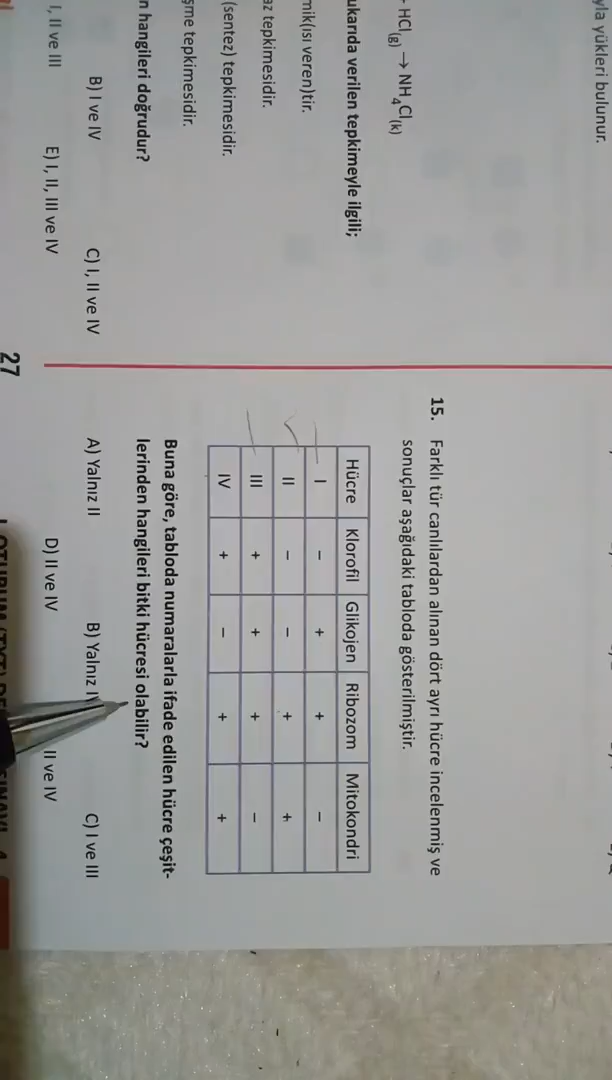 yla yükleri bulunur.
HCl(g) → NH4Cl(k)
ukarıda verilen tepkimeyle ilgili;
mik(ısı veren)tir.
az tepkimesidir.
(sentez) tepkimesidir.
şme tepkimesidir.
n hangileri doğrudur?
B) I ve IV C) I, II ve IV
I, II ve III E) I, II, III ve IV
27
15. Farklı tür canlılardan alınan dört ayrı hücre incelenmiş ve
sonuçlar aşağıdaki tabloda gösterilmiştir.
Hücre Klorofil Glikojen Ribozom Mitokondri
I – + + –
II – – + +
III + + + –
IV + – + +
Buna göre, tabloda numaralarla ifade edilen hücre çeşit-
lerinden hangileri bitki hücresi olabilir?
A) Yalnız II B) Yalnız C) I ve III
D) II ve IV II ve IV